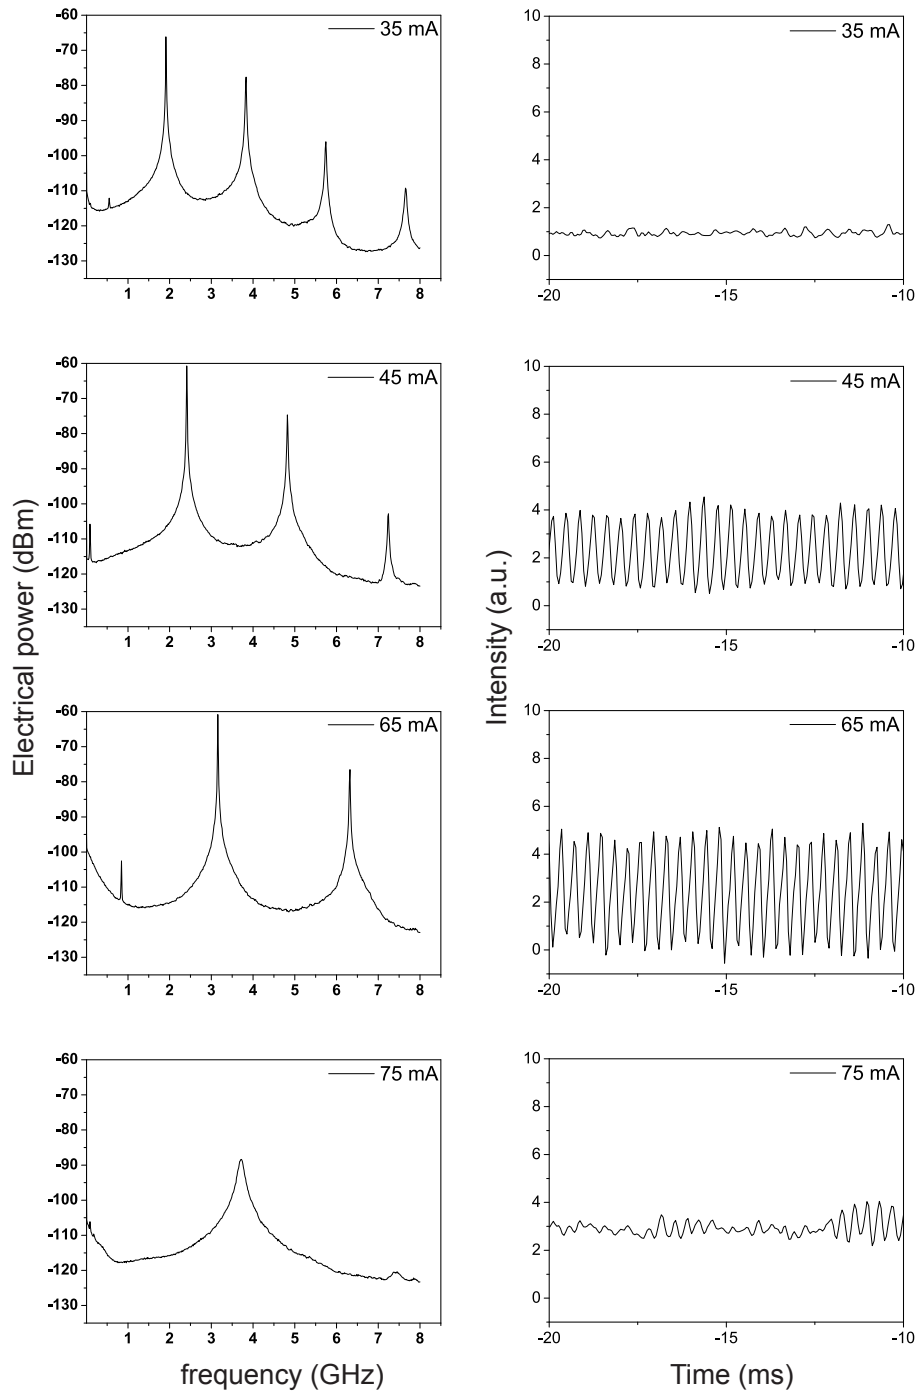 -60
-70
-80
-90
-100
-110
-120
-130
35 mA
1 2 3 4 5 6 7 8
10
8
6
4
2
0
35 mA
-20 -15 -10
-60
-70
-80
-90
-100
-110
-120
-130
45 mA
1 2 3 4 5 6 7 8
10
8
6
4
2
0
45 mA
-20 -15 -10
Electrical power (dBm)
Intensity (a.u.)
-60
-70
-80
-90
-100
-110
-120
-130
65 mA
1 2 3 4 5 6 7 8
10
8
6
4
2
0
65 mA
-20 -15 -10
-60
-70
-80
-90
-100
-110
-120
-130
75 mA
1 2 3 4 5 6 7 8
10
8
6
4
2
0
75 mA
-20 -15 -10
frequency (GHz)
Time (ms)